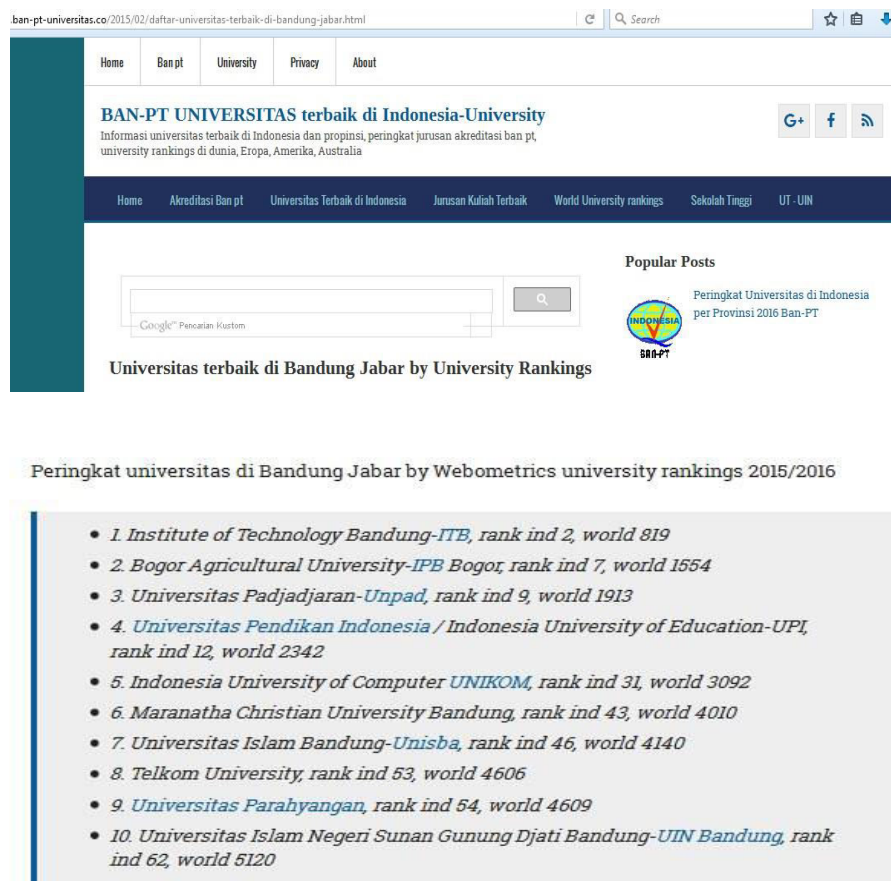 .ban-pt-universitas.co/2015/02/daftar-universitas-terbaik-di-bandung-jabar.html
Search
Home Ban pt University Privacy About
BAN-PT UNIVERSITAS terbaik di Indonesia-University
Informasi universitas terbaik di Indonesia dan propinsi, peringkat jurusan akreditasi ban pt,
university rankings di dunia, Eropa, Amerika, Australia
G+ f
Home Akreditasi Ban pt Universitas Terbaik di Indonesia Jurusan Kuliah Terbaik World University rankings Sekolah Tinggi UT - UIN
Google™ Pencarian Kustom
Universitas terbaik di Bandung Jabar by University Rankings
Popular Posts
INDONESIA
BAN-PT
Peringkat Universitas di Indonesia
per Provinsi 2016 Ban-PT
Peringkat universitas di Bandung Jabar by Webometrics university rankings 2015/2016
• 1. Institute of Technology Bandung-ITB, rank ind 2, world 819
• 2. Bogor Agricultural University-IPB Bogor, rank ind 7, world 1554
• 3. Universitas Padjadjaran-Unpad, rank ind 9, world 1913
• 4. Universitas Pendikan Indonesia / Indonesia University of Education-UPI,
rank ind 12, world 2342
• 5. Indonesia University of Computer UNIKOM, rank ind 31, world 3092
• 6. Maranatha Christian University Bandung, rank ind 43, world 4010
• 7. Universitas Islam Bandung-Unisba, rank ind 46, world 4140
• 8. Telkom University, rank ind 53, world 4606
• 9. Universitas Parahyangan, rank ind 54, world 4609
• 10. Universitas Islam Negeri Sunan Gunung Djati Bandung-UIN Bandung, rank
ind 62, world 5120